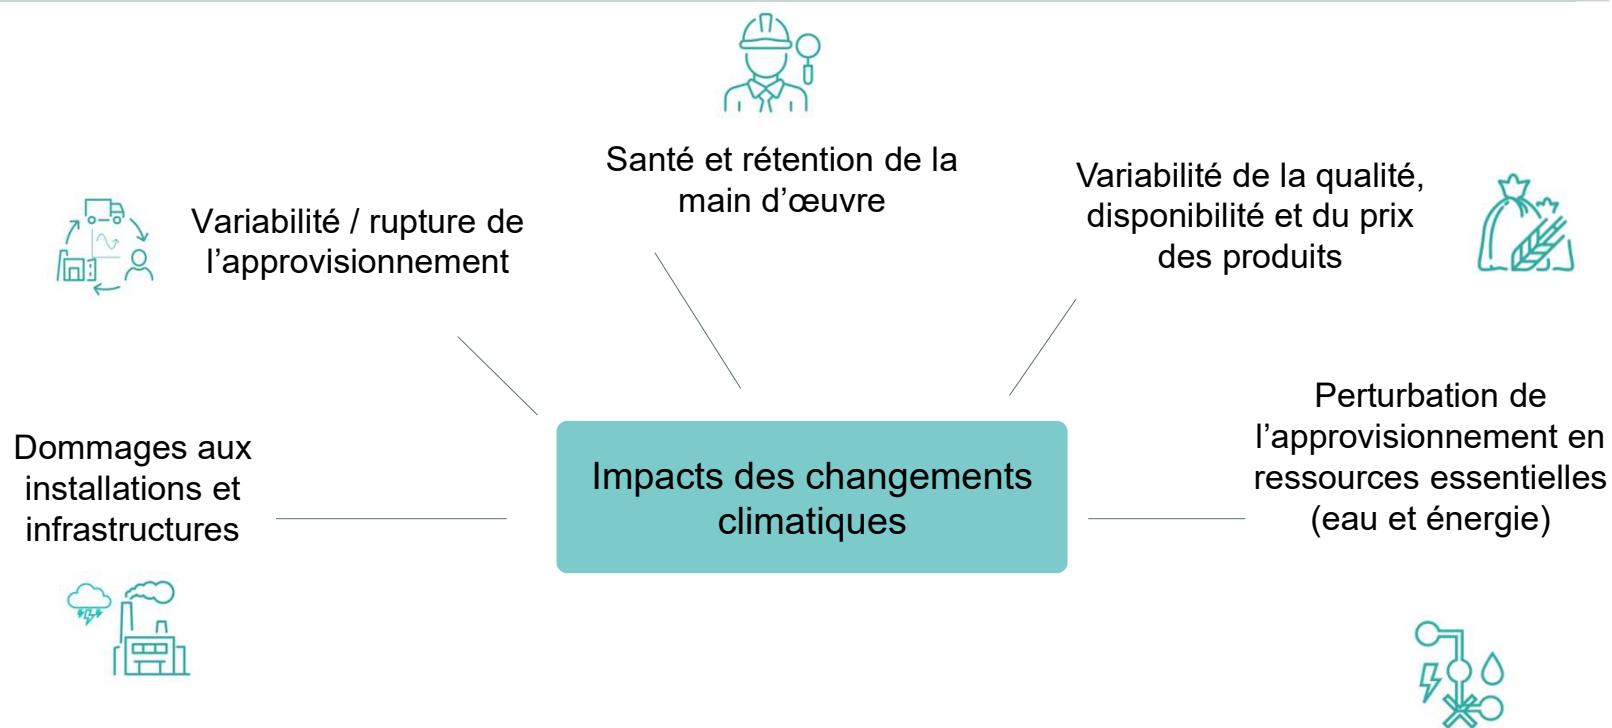 Santé et rétention de la
main d’œuvre
Variabilité de la qualité,
disponibilité et du prix
des produits
Variabilité / rupture de
l’approvisionnement
Perturbation de
l’approvisionnement en
ressources essentielles
(eau et énergie)
Dommages aux
installations et
infrastructures
Impacts des changements
climatiques